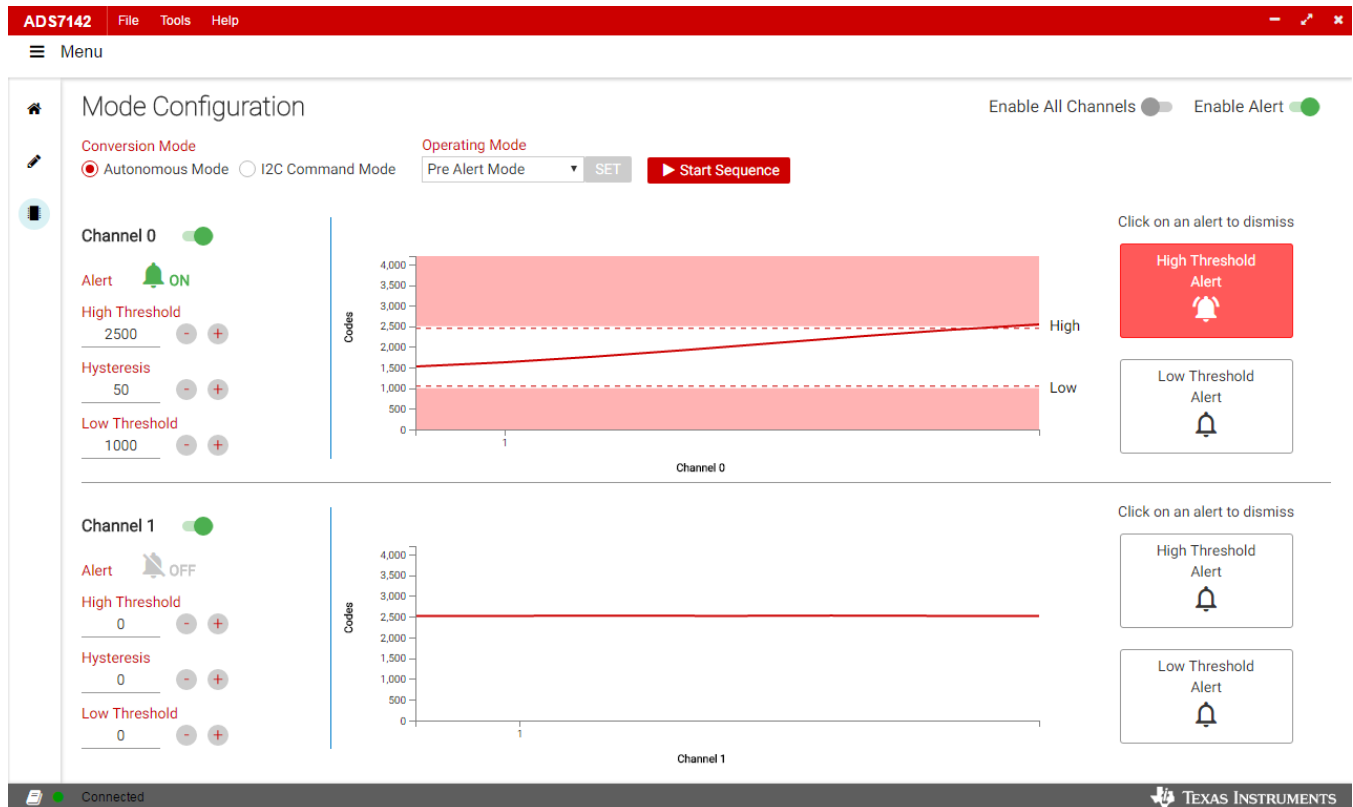 ADS7142 File Tools Help
Menu
Mode Configuration
Enable All Channels Enable Alert
Conversion Mode
Autonomous Mode I2C Command Mode
Operating Mode
Pre Alert Mode SET Start Sequence
Channel 0
Alert ON
High Threshold
2500 - +
Hysteresis
50 - +
Low Threshold
1000 - +
Codes
4,000
3,500
3,000
2,500
2,000
1,500
1,000
500
0
1
High
Low
Channel 0
Click on an alert to dismiss
High Threshold
Alert
Low Threshold
Alert
Channel 1
Alert OFF
High Threshold
0 - +
Hysteresis
0 - +
Low Threshold
0 - +
Codes
4,000
3,500
3,000
2,500
2,000
1,500
1,000
500
0
1
Channel 1
Click on an alert to dismiss
High Threshold
Alert
Low Threshold
Alert
Connected
TEXAS INSTRUMENTS